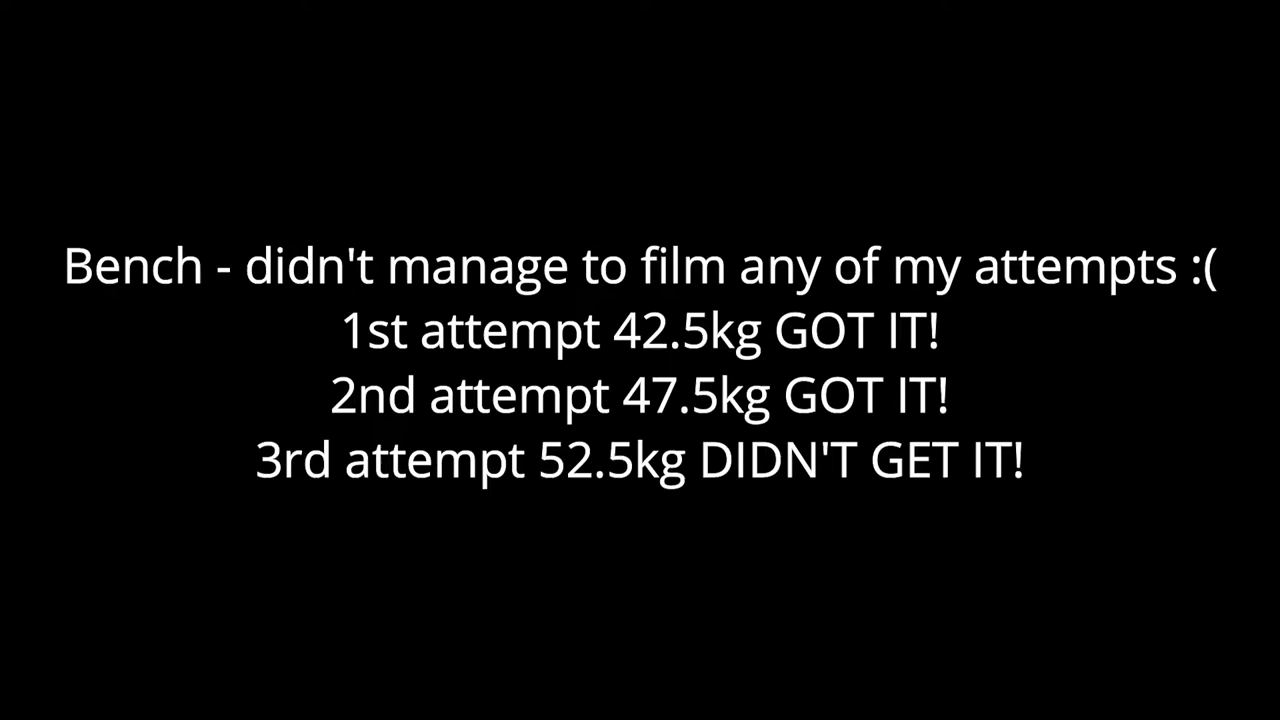 Bench - didn't manage to film any of my attempts :(
1st attempt 42.5kg GOT IT!
2nd attempt 47.5kg GOT IT!
3rd attempt 52.5kg DIDN'T GET IT!